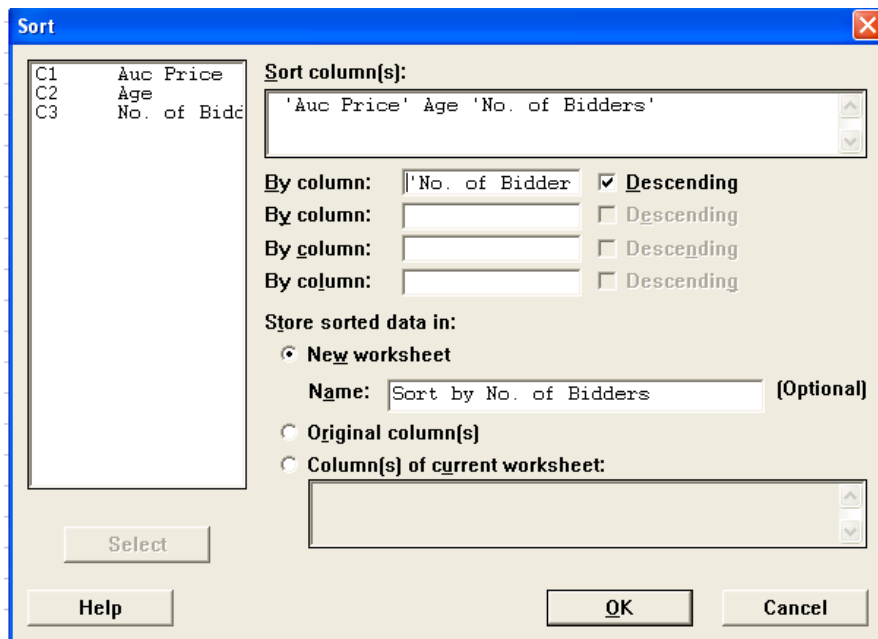 Sort
C1 Auc Price
C2 Age
C3 No. of Bidd
Sort column(s):
'Auc Price' Age 'No. of Bidders'
By column: 'No. of Bidder Descending
By column: Descending
By column: Descending
By column: Descending
Store sorted data in:
New worksheet
Name: Sort by No. of Bidders (Optional)
Original column(s)
Column(s) of current worksheet:
Select
Help OK Cancel